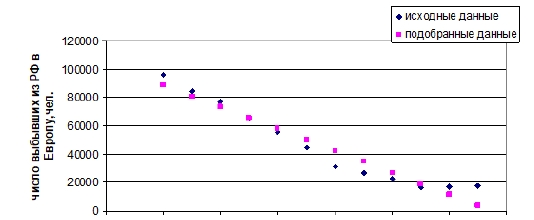 исходные данные
подобранные данные
число выбывших из РФ в
Европу,чел.
120000
100000
80000
60000
40000
20000
0